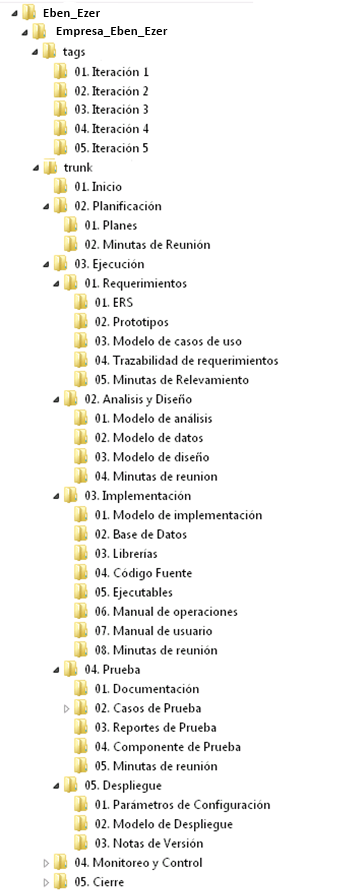 Eben_Ezer
Empresa_Eben_Ezer
tags
01. Iteración 1
02. Iteración 2
03. Iteración 3
04. Iteración 4
05. Iteración 5
trunk
01. Inicio
02. Planificación
01. Planes
02. Minutas de Reunión
03. Ejecución
01. Requerimientos
01. ERS
02. Prototipos
03. Modelo de casos de uso
04. Trazabilidad de requerimientos
05. Minutas de Relevamiento
02. Analisis y Diseño
01. Modelo de análisis
02. Modelo de datos
03. Modelo de diseño
04. Minutas de reunion
03. Implementación
01. Modelo de implementación
02. Base de Datos
03. Librerías
04. Código Fuente
05. Ejecutables
06. Manual de operaciones
07. Manual de usuario
08. Minutas de reunión
04. Prueba
01. Documentación
02. Casos de Prueba
03. Reportes de Prueba
04. Componente de Prueba
05. Minutas de reunión
05. Despliegue
01. Parámetros de Configuración
02. Modelo de Despliegue
03. Notas de Versión
04. Monitoreo y Control
05. Cierre